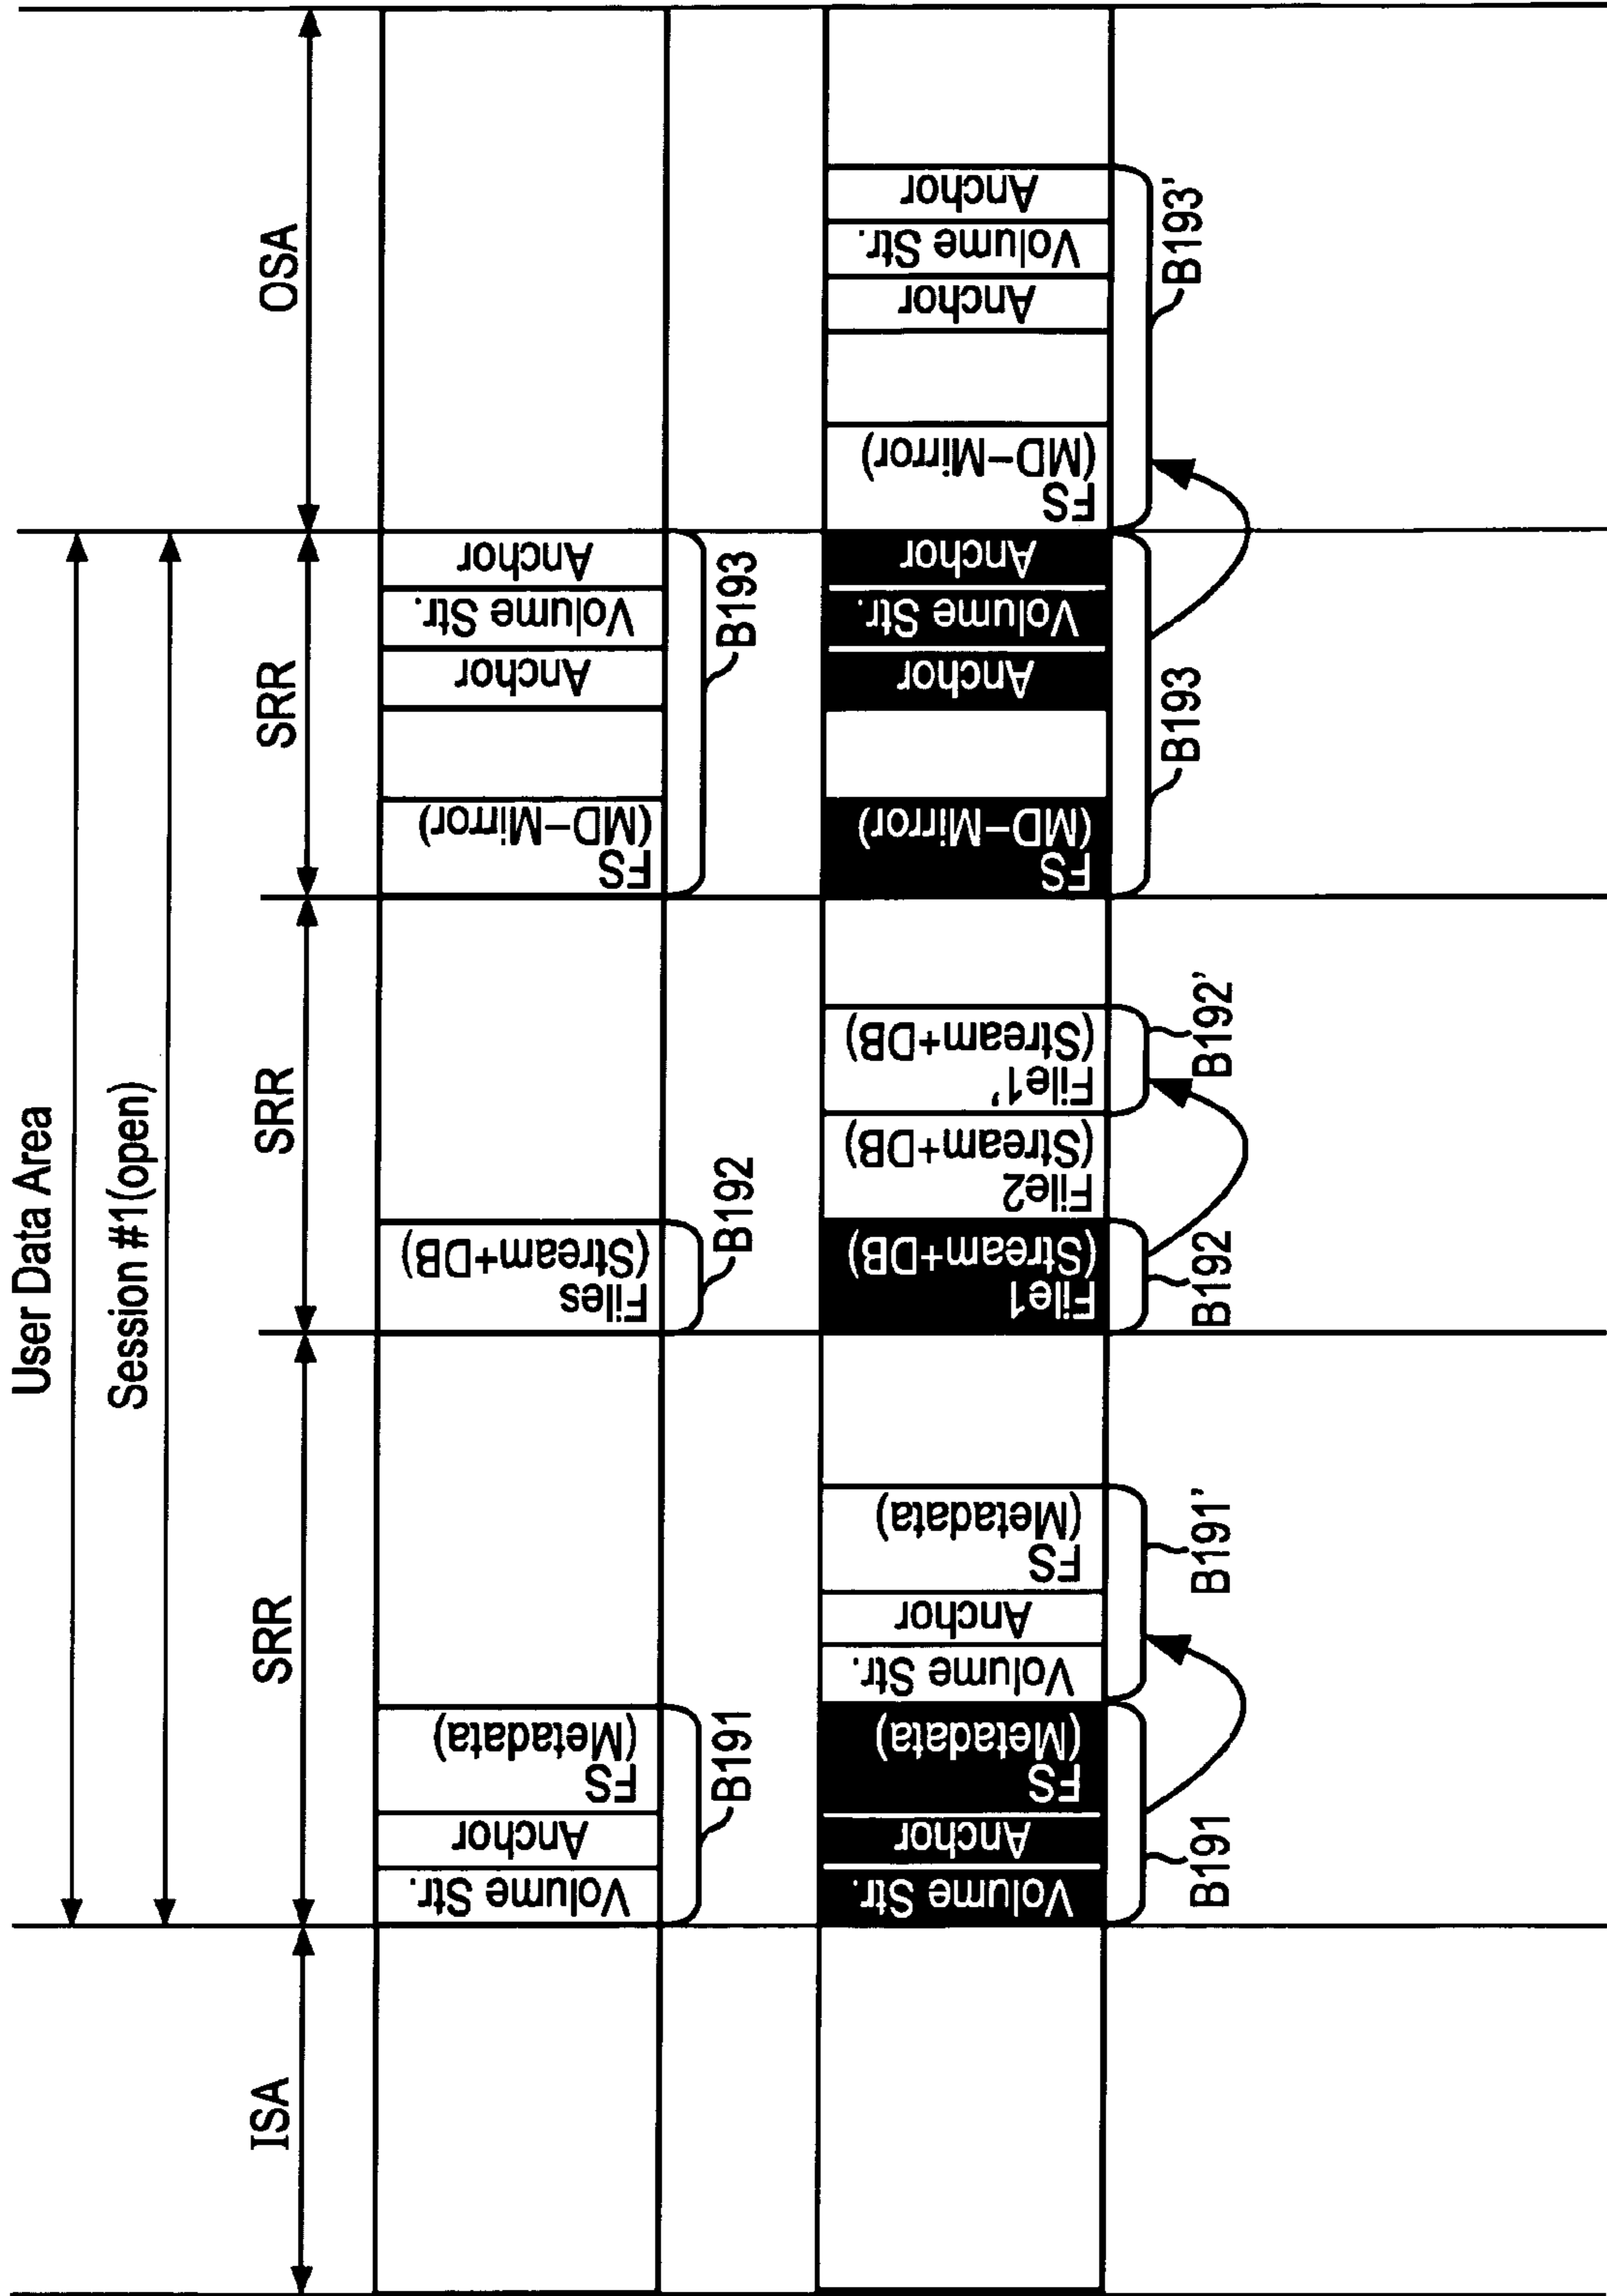 User Data Area
Session #1(open)
ISA
SRR
SRR
SRR
OSA
Volume Str.
Anchor
FS
(Metadata)
Files
(Stream+DB)
FS
(MD-Mirror)
Anchor
Volume Str.
Anchor
B191
B192
B193
Volume Str.
Anchor
FS
(Metadata)
Volume Str.
Anchor
FS
(Metadata)
File1
(Stream+DB)
File2
(Stream+DB)
File1'
(Stream+DB)
FS
(MD-Mirror)
Anchor
Volume Str.
Anchor
FS
(MD-Mirror)
Anchor
Volume Str.
Anchor
B191
B191'
B192
B192'
B193
B193'